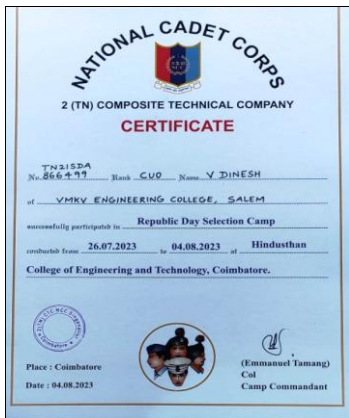 NATIONAL CADET CORPS
2 (TN) COMPOSITE TECHNICAL COMPANY
CERTIFICATE
TN21SDA
No. 866499 Rank CUO Name V DINESH
of VMKV ENGINEERING COLLEGE, SALEM
successfully participated in Republic Day Selection Camp
conducted from 26.07.2023 to 04.08.2023 at Hindusthan
College of Engineering and Technology, Coimbatore.
Place : Coimbatore
Date : 04.08.2023
(Emmanuel Tamang)
Col
Camp Commandant